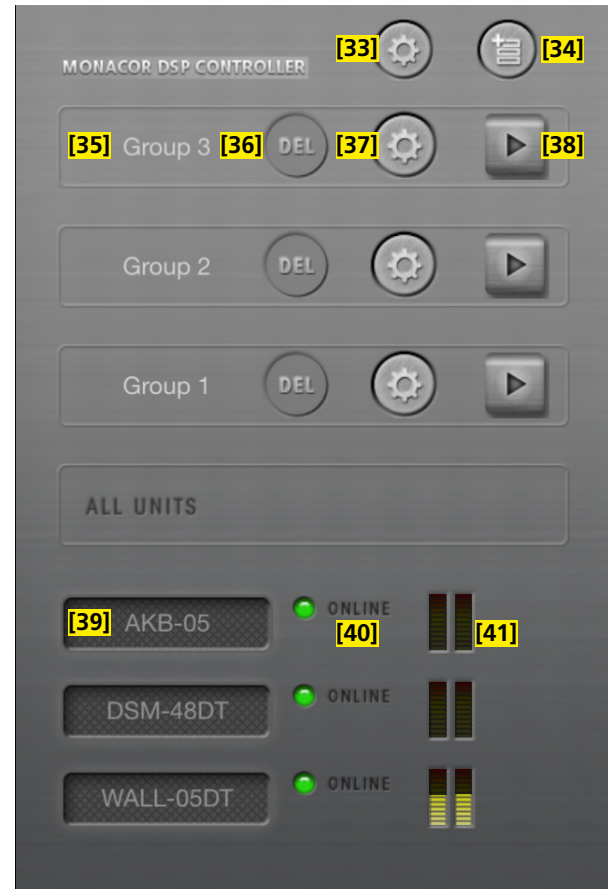 [33] [34]
MONACOR DSP CONTROLLER
[35] Group 3 [36] DEL [37] [38]
Group 2 DEL
Group 1 DEL
ALL UNITS
[39] AKB-05 ONLINE
[40] [41]
DSM-48DT ONLINE
WALL-05DT ONLINE